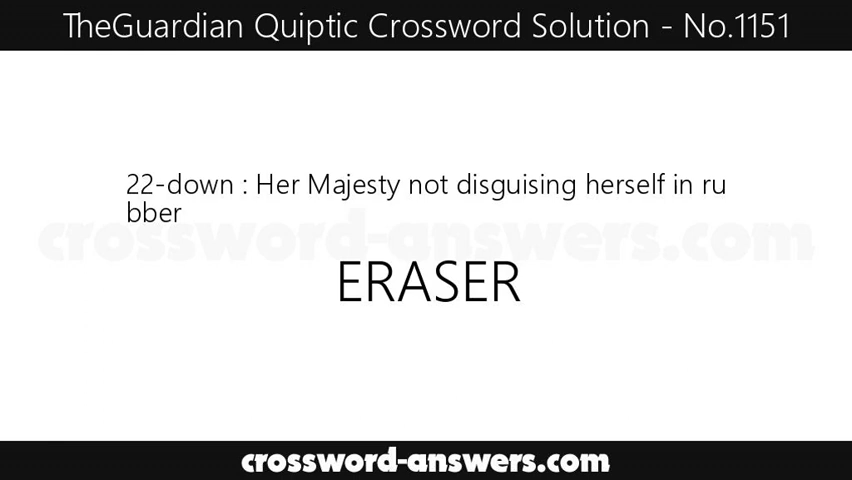 TheGuardian Quiptic Crossword Solution - No.1151
22-down : Her Majesty not disguising herself in ru
bber
crossword-answers.com
ERASER
crossword-answers.com